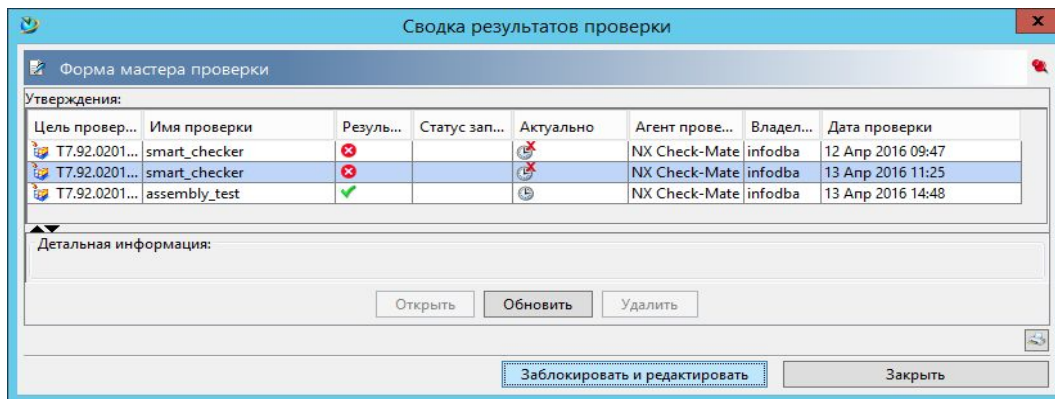 Сводка результатов проверки
x
Форма мастера проверки
Утверждения:
Цель провер... Имя проверки Резуль... Статус зап... Актуально Агент прове... Владел... Дата проверки
T7.92.0201... smart_checker NX Check-Mate infodba 12 Апр 2016 09:47
T7.92.0201... smart_checker NX Check-Mate infodba 13 Апр 2016 11:25
T7.92.0201... assembly_test NX Check-Mate infodba 13 Апр 2016 14:48
Детальная информация:
Открыть Обновить Удалить
Заблокировать и редактировать Закрыть